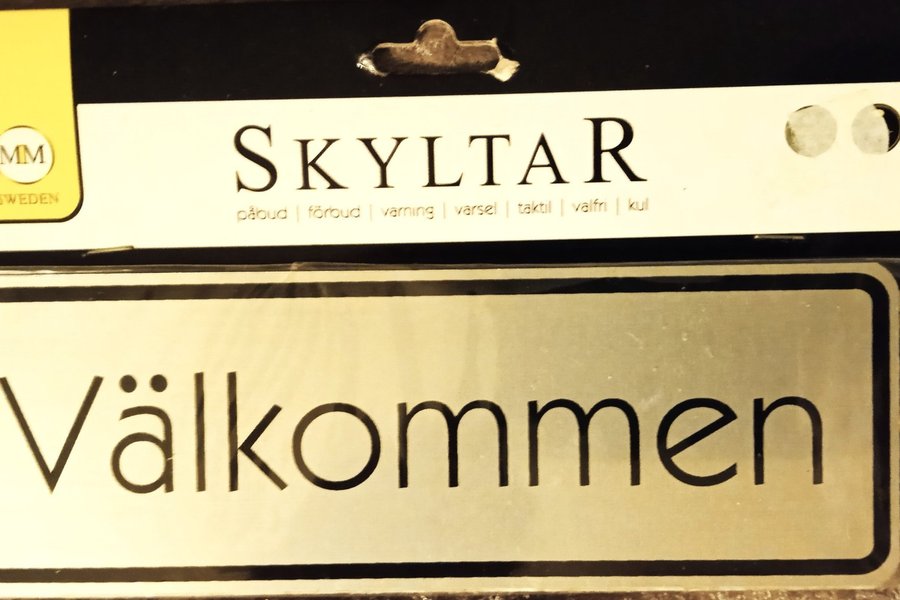 SKYLTAR
påbud | förbud | varning | varsel | taktil | valfri | kul
MM
SWEDEN
Välkommen